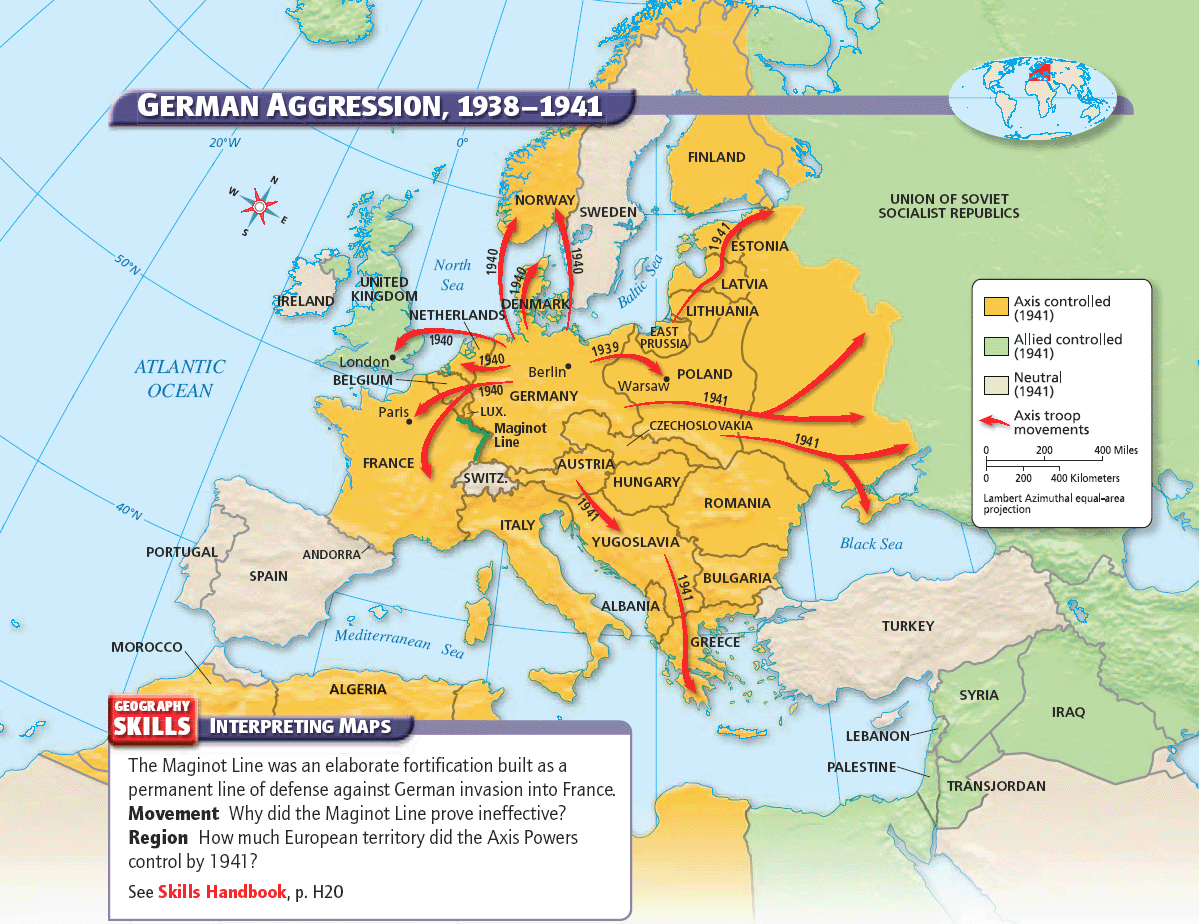 GERMAN AGGRESSION, 1938–1941
20°W
0°
N
W
E
S
50°N
40°N
FINLAND
NORWAY
SWEDEN
UNION OF SOVIET
SOCIALIST REPUBLICS
1940
1940
1940
1941
ESTONIA
North
Sea
Baltic Sea
LATVIA
UNITED
KINGDOM
IRELAND
DENMARK
LITHUANIA
NETHERLANDS
EAST
PRUSSIA
1940
1939
London
1940
Berlin
POLAND
ATLANTIC
OCEAN
BELGIUM
1940
GERMANY
Warsaw
1941
Paris
LUX.
Maginot
Line
CZECHOSLOVAKIA
1941
FRANCE
SWITZ.
AUSTRIA
HUNGARY
1941
ROMANIA
ITALY
YUGOSLAVIA
Black Sea
PORTUGAL
ANDORRA
SPAIN
1941
BULGARIA
ALBANIA
Mediterranean Sea
GREECE
TURKEY
MOROCCO
ALGERIA
SYRIA
IRAQ
LEBANON
PALESTINE
TRANSJORDAN
Axis controlled
(1941)
Allied controlled
(1941)
Neutral
(1941)
Axis troop
movements
0 200 400 Miles
0 200 400 Kilometers
Lambert Azimuthal equal-area
projection
GEOGRAPHY
SKILLS
INTERPRETING MAPS
The Maginot Line was an elaborate fortification built as a
permanent line of defense against German invasion into France.
Movement Why did the Maginot Line prove ineffective?
Region How much European territory did the Axis Powers
control by 1941?
See Skills Handbook, p. H20